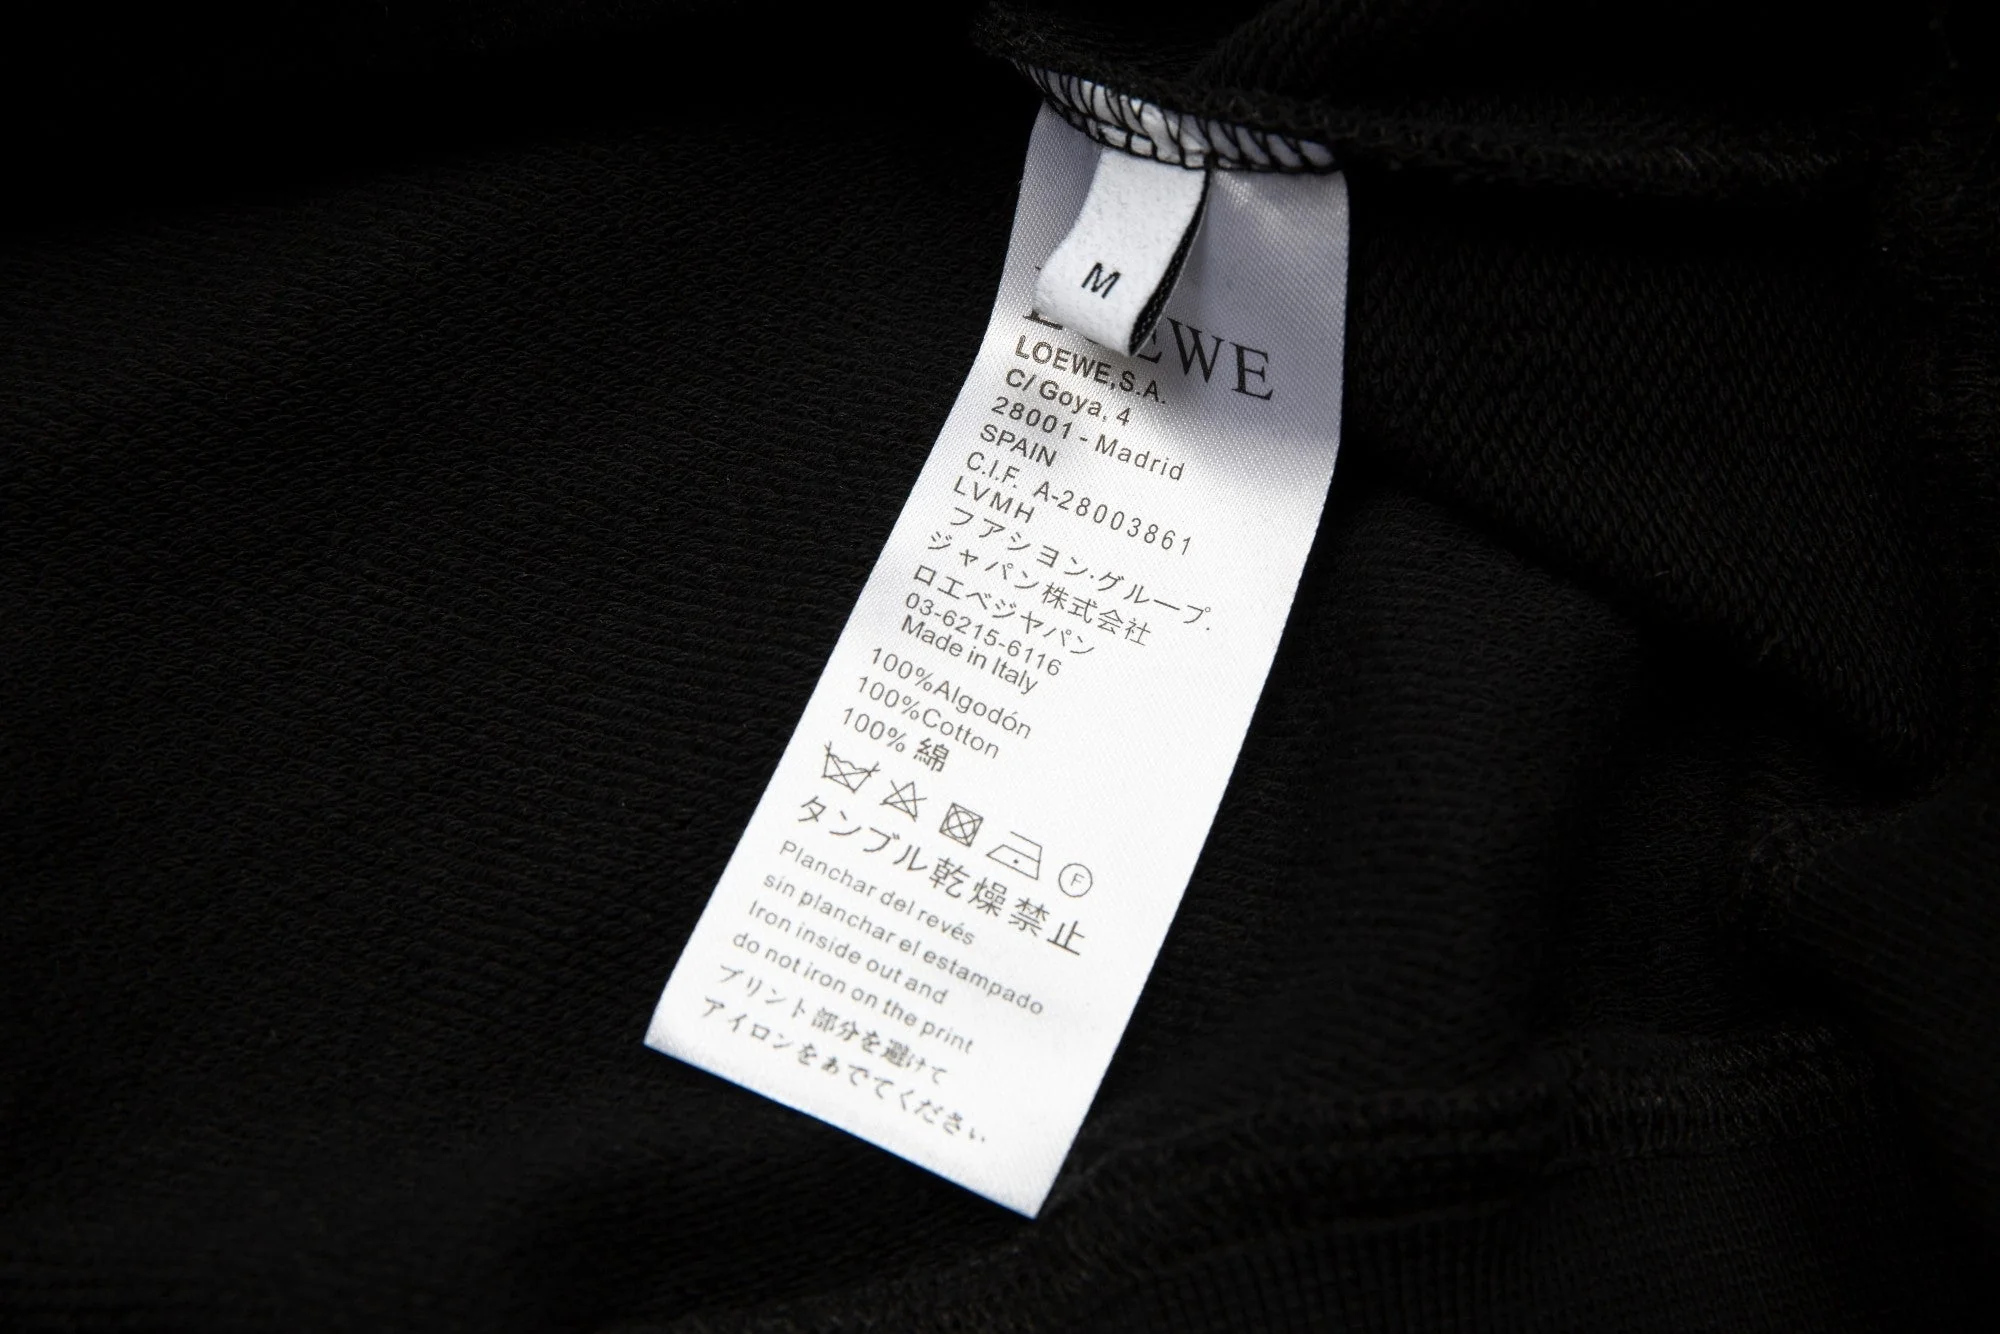 M
EWE
LOEWE,S.A.
C/ Goya, 4
28001 - Madrid
SPAIN
C.I.F. A-28003861
LVMH
フアシヨン・グループ.
ジャパン株式会社
ロエベジヤパン
03-6215-6116
Made in Italy
100%Algodón
100%Cotton
100% 綿
F
タンブル乾燥禁止
Planchar del revés
sin planchar el estampado
Iron inside out and
do not iron on the print
プリント部分を避けて
アイロンをあでてください